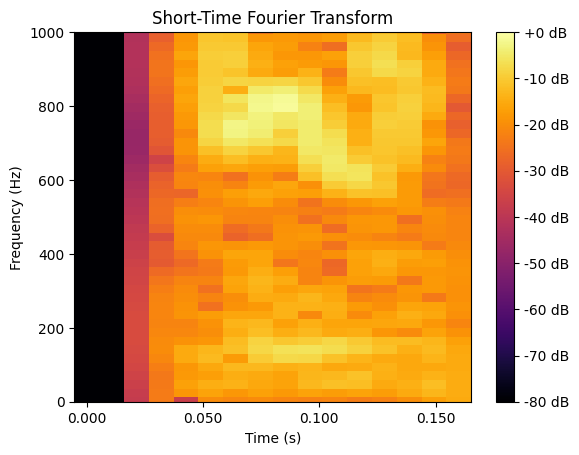 Short-Time Fourier Transform
1000
800
600
400
200
0
Frequency (Hz)
0.000
0.050
0.100
0.150
Time (s)
+0 dB
-10 dB
-20 dB
-30 dB
-40 dB
-50 dB
-60 dB
-70 dB
-80 dB